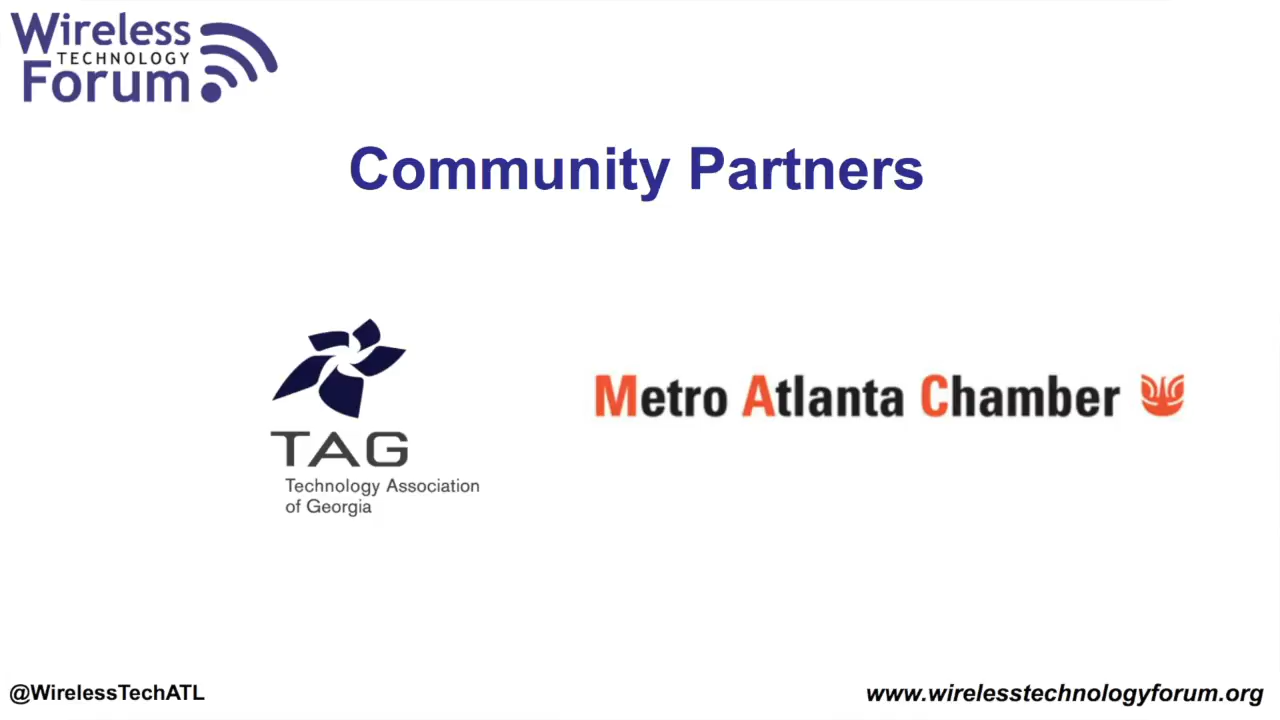 Wireless
TECHNOLOGY
Forum
Community Partners
TAG
Technology Association
of Georgia
Metro Atlanta Chamber
@WirelessTechATL
www.wirelesstechnologyforum.org